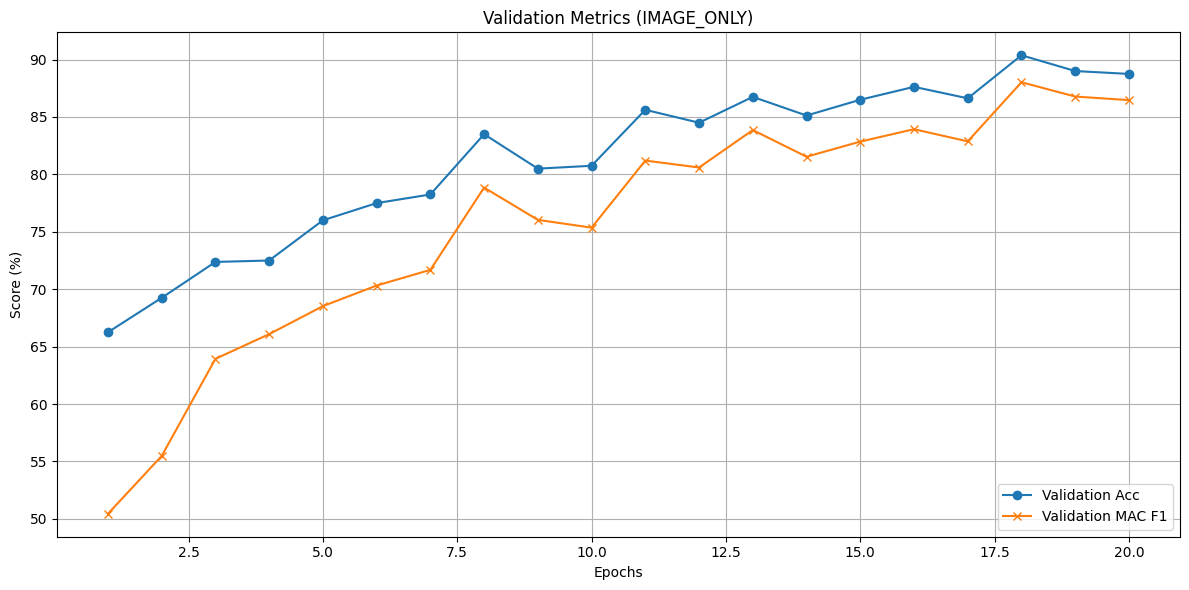 Validation Metrics (IMAGE_ONLY)
Score (%)
90
85
80
75
70
65
60
55
50
2.5 5.0 7.5 10.0 12.5 15.0 17.5 20.0
Epochs
Validation Acc
Validation MAC F1